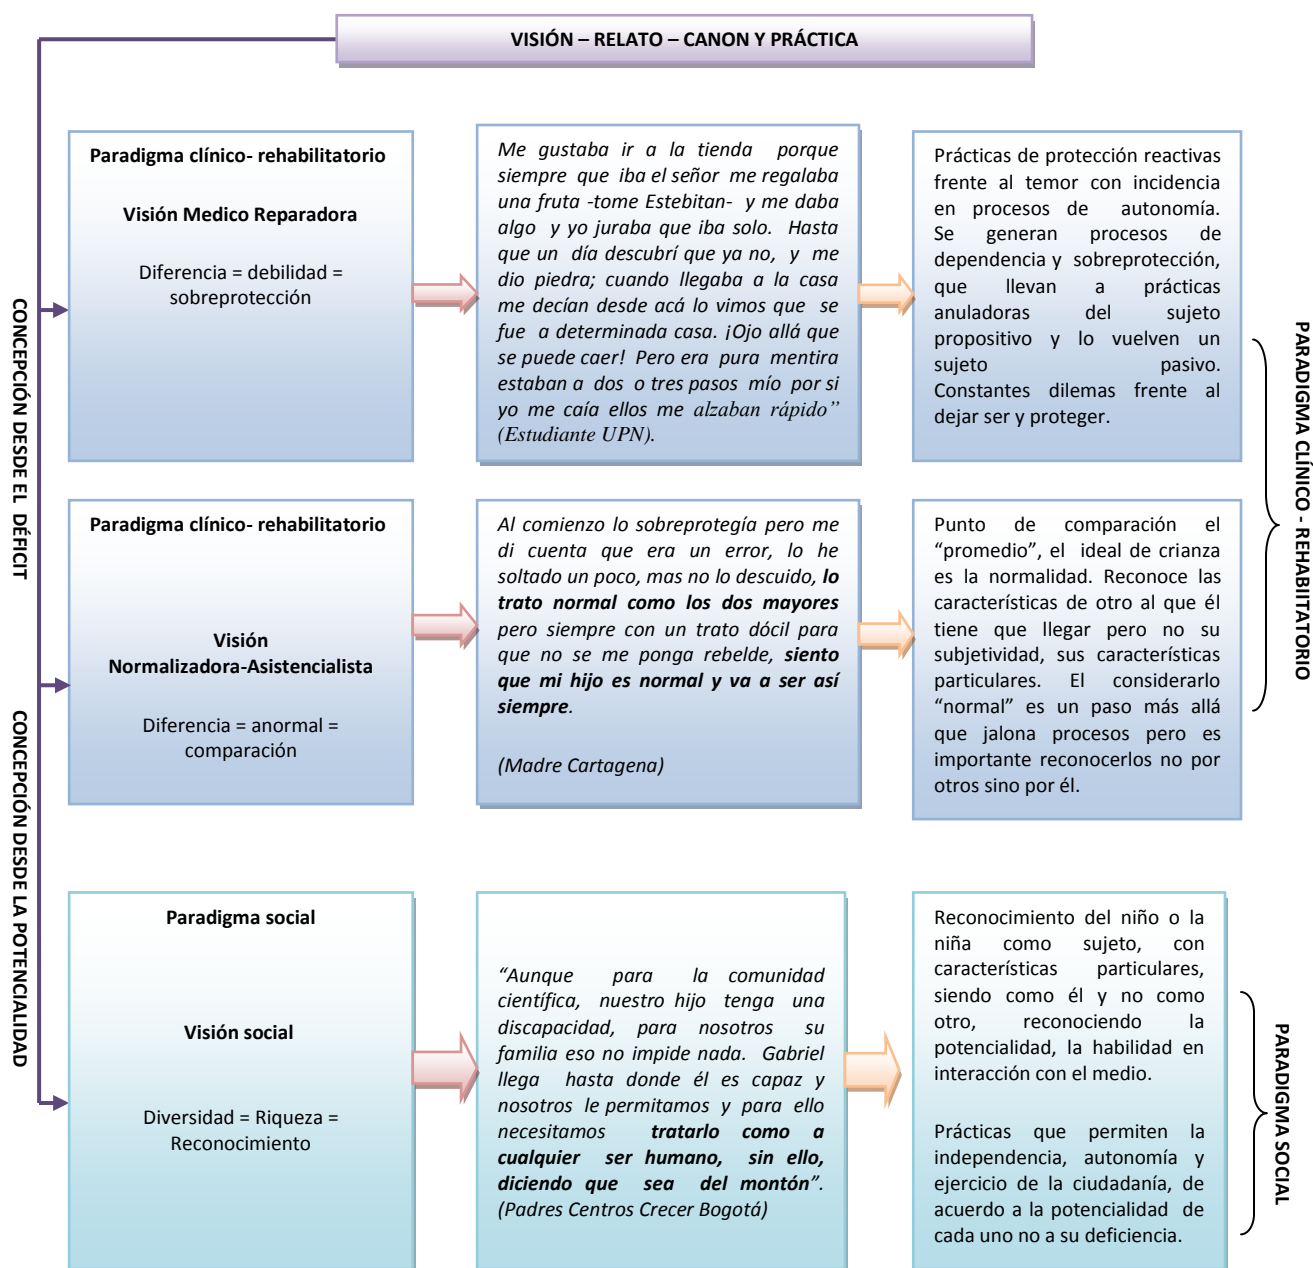 VISIÓN – RELATO – CANON Y PRÁCTICA
CONCEPCIÓN DESDE EL DÉFICIT
Paradigma clínico- rehabilitatorio
Visión Medico Reparadora
Diferencia = debilidad =
sobreprotección
Me gustaba ir a la tienda porque
siempre que iba el señor me regalaba
una fruta -tome Estebitan- y me daba
algo y yo juraba que iba solo. Hasta
que un día descubrí que ya no, y me
dio piedra; cuando llegaba a la casa
me decían desde acá lo vimos que se
fue a determinada casa. ¡Ojo allá que
se puede caer! Pero era pura mentira
estaban a dos o tres pasos mío por si
yo me caía ellos me alzaban rápido”
(Estudiante UPN).
Prácticas de protección reactivas
frente al temor con incidencia
en procesos de autonomía.
Se generan procesos de
dependencia y sobreprotección,
que llevan a prácticas
anuladoras del sujeto
propositivo y lo vuelven un
sujeto pasivo.
Constantes dilemas frente al
dejar ser y proteger.
Paradigma clínico- rehabilitatorio
Visión
Normalizadora-Asistencialista
Diferencia = anormal =
comparación
Al comienzo lo sobreprotegía pero me
di cuenta que era un error, lo he
soltado un poco, mas no lo descuido, lo
trato normal como los dos mayores
pero siempre con un trato dócil para
que no se me ponga rebelde, siento
que mi hijo es normal y va a ser así
siempre.
(Madre Cartagena)
Punto de comparación el
“promedio”, el ideal de crianza
es la normalidad. Reconoce las
características de otro al que él
tiene que llegar pero no su
subjetividad, sus características
particulares. El considerarlo
“normal” es un paso más allá
que jalona procesos pero es
importante reconocerlos no por
otros sino por él.
PARADIGMA CLÍNICO - REHABIITATORIO
CONCEPCIÓN DESDE LA POTENCIALIDAD
Paradigma social
Visión social
Diversidad = Riqueza =
Reconocimiento
“Aunque para la comunidad
científica, nuestro hijo tenga una
discapacidad, para nosotros su
familia eso no impide nada. Gabriel
llega hasta donde él es capaz y
nosotros le permitamos y para ello
necesitamos tratarlo como a
cualquier ser humano, sin ello,
diciendo que sea del montón”.
(Padres Centros Crecer Bogotá)
Reconocimiento del niño o la
niña como sujeto, con
características particulares,
siendo como él y no como
otro, reconociendo la
potencialidad, la habilidad en
interacción con el medio.
Prácticas que permiten la
independencia, autonomía y
ejercicio de la ciudadanía, de
acuerdo a la potencialidad de
cada uno no a su deficiencia.
PARADIGMA SOCIAL